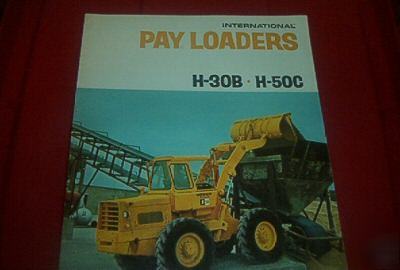 INTERNATIONAL
PAY LOADERS
H-30B · H-50C